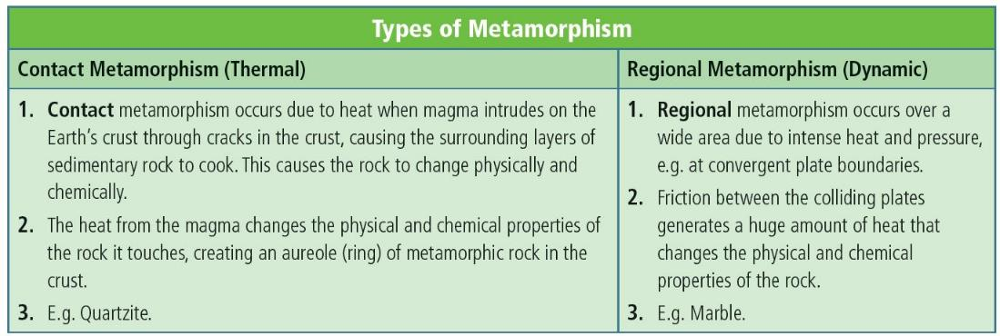 Types of Metamorphism
Contact Metamorphism (Thermal)
1. Contact metamorphism occurs due to heat when magma intrudes on the
Earth's crust through cracks in the crust, causing the surrounding layers of
sedimentary rock to cook. This causes the rock to change physically and
chemically.
2. The heat from the magma changes the physical and chemical properties of
the rock it touches, creating an aureole (ring) of metamorphic rock in the
crust.
3. E.g. Quartzite.
Regional Metamorphism (Dynamic)
1. Regional metamorphism occurs over a
wide area due to intense heat and pressure,
e.g. at convergent plate boundaries.
2. Friction between the colliding plates
generates a huge amount of heat that
changes the physical and chemical
properties of the rock.
3. E.g. Marble.